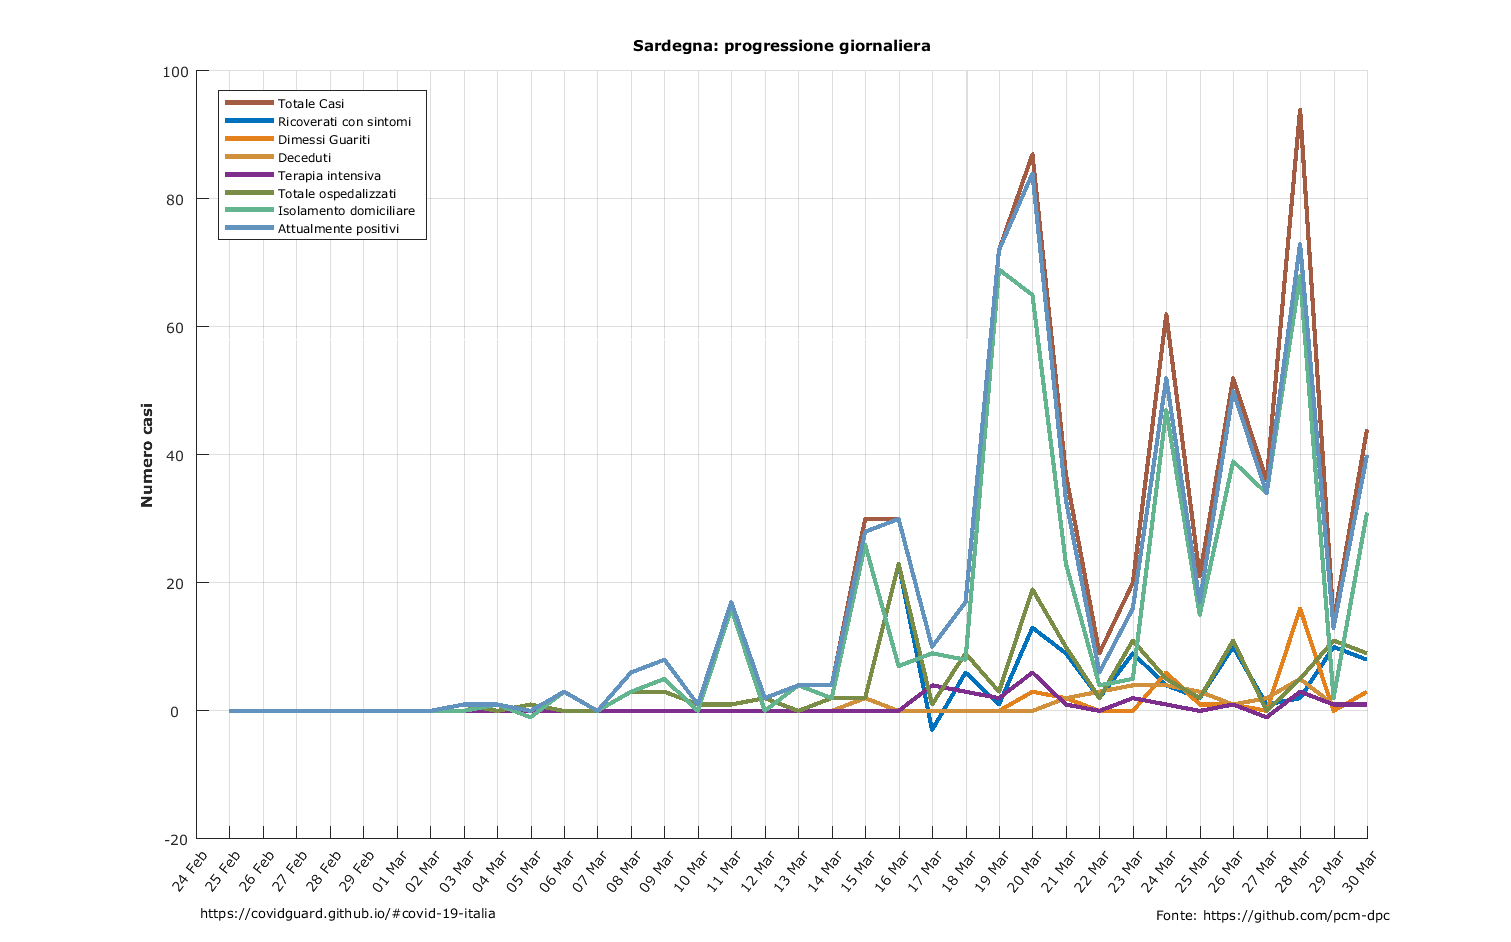 Sardegna: progressione giornaliera
100
80
60
40
20
0
-20
Numero casi
Totale Casi
Ricoverati con sintomi
Dimessi Guariti
Deceduti
Terapia intensiva
Totale ospedalizzati
Isolamento domiciliare
Attualmente positivi
24 Feb
25 Feb
26 Feb
27 Feb
28 Feb
29 Feb
01 Mar
02 Mar
03 Mar
04 Mar
05 Mar
06 Mar
07 Mar
08 Mar
09 Mar
10 Mar
11 Mar
12 Mar
13 Mar
14 Mar
15 Mar
16 Mar
17 Mar
18 Mar
19 Mar
20 Mar
21 Mar
22 Mar
23 Mar
24 Mar
25 Mar
26 Mar
27 Mar
28 Mar
29 Mar
30 Mar
https://covidguard.github.io/#covid-19-italia
Fonte: https://github.com/pcm-dpc